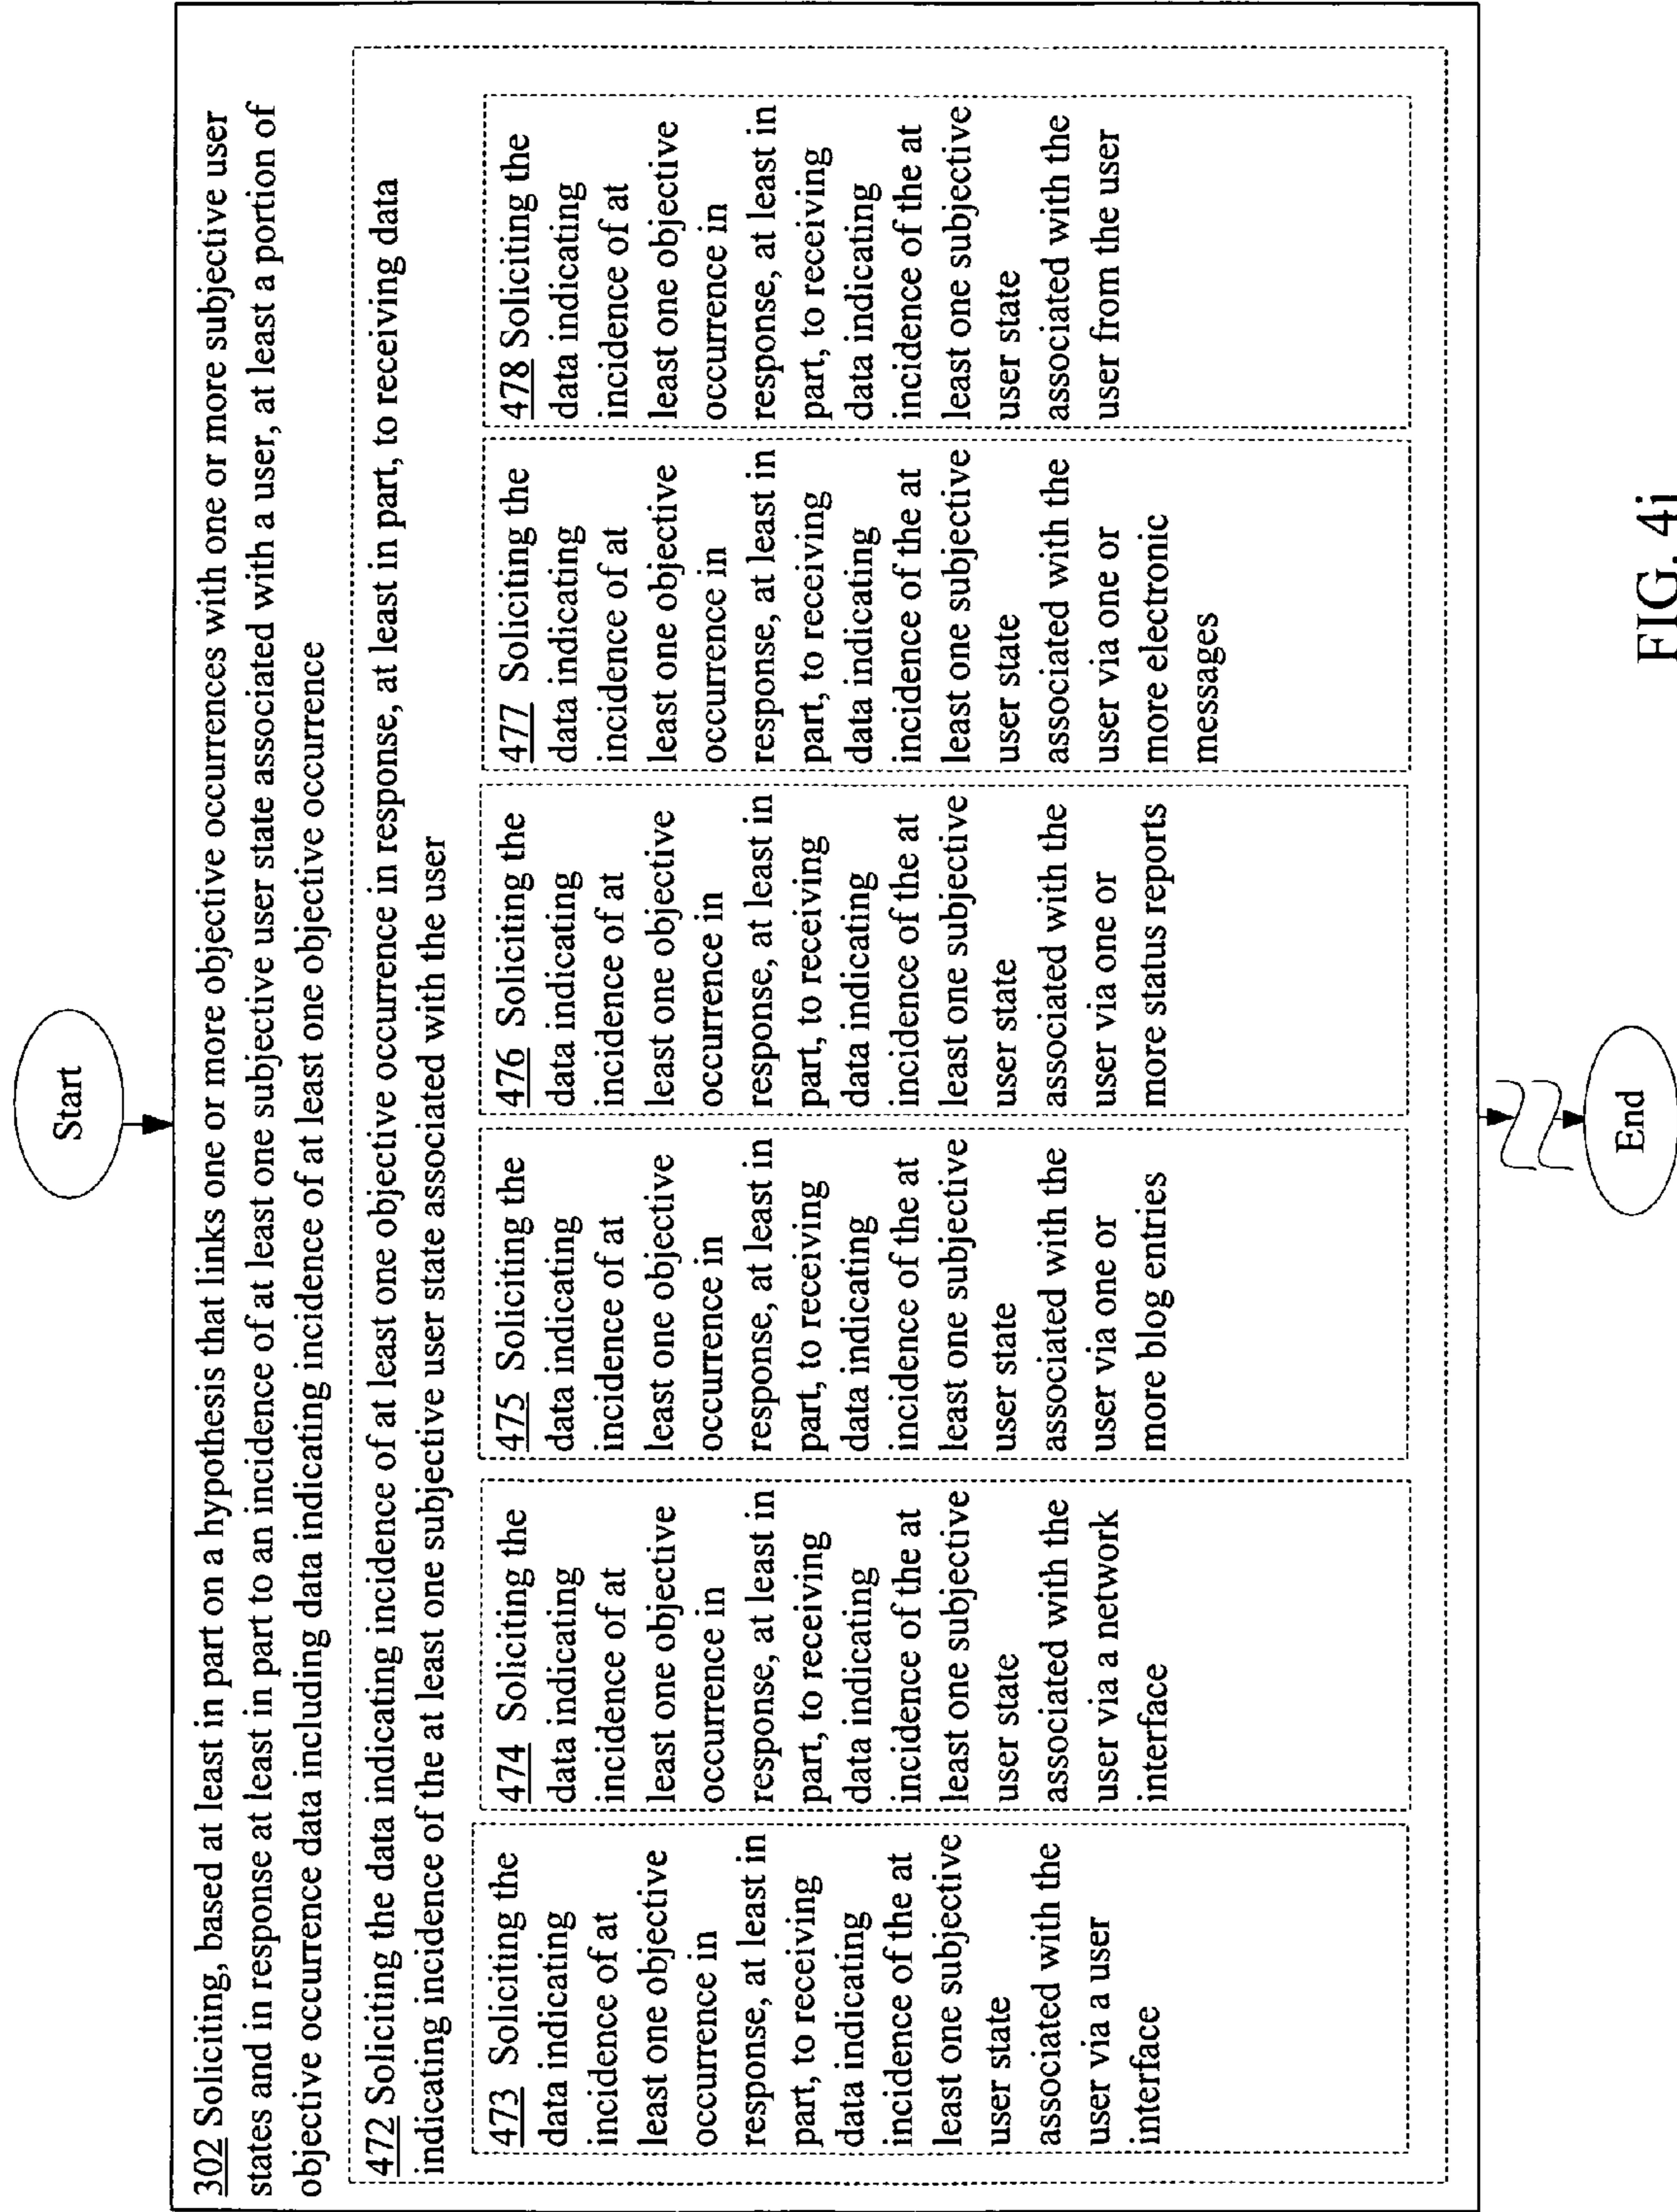 Start
302 Soliciting, based at least in part on a hypothesis that links one or more objective occurrences with one or more subjective user
states and in response at least in part to an incidence of at least one subjective user state associated with a user, at least a portion of
objective occurrence data including data indicating incidence of at least one objective occurrence
472 Soliciting the data indicating incidence of at least one objective occurrence in response, at least in part, to receiving data
indicating incidence of the at least one subjective user state associated with the user
473 Soliciting the
data indicating
incidence of at
least one objective
occurrence in
response, at least in
part, to receiving
data indicating
incidence of the at
least one subjective
user state
associated with the
user via a user
interface
474 Soliciting the
data indicating
incidence of at
least one objective
occurrence in
response, at least in
part, to receiving
data indicating
incidence of the at
least one subjective
user state
associated with the
user via a network
interface
475 Soliciting the
data indicating
incidence of at
least one objective
occurrence in
response, at least in
part, to receiving
data indicating
incidence of the at
least one subjective
user state
associated with the
user via one or
more blog entries
476 Soliciting the
data indicating
incidence of at
least one objective
occurrence in
response, at least in
part, to receiving
data indicating
incidence of the at
least one subjective
user state
associated with the
user via one or
more status reports
477 Soliciting the
data indicating
incidence of at
least one objective
occurrence in
response, at least in
part, to receiving
data indicating
incidence of the at
least one subjective
user state
associated with the
user via one or
more electronic
messages
478 Soliciting the
data indicating
incidence of at
least one objective
occurrence in
response, at least in
part, to receiving
data indicating
incidence of the at
least one subjective
user state
associated with the
user from the user
End
FIG.